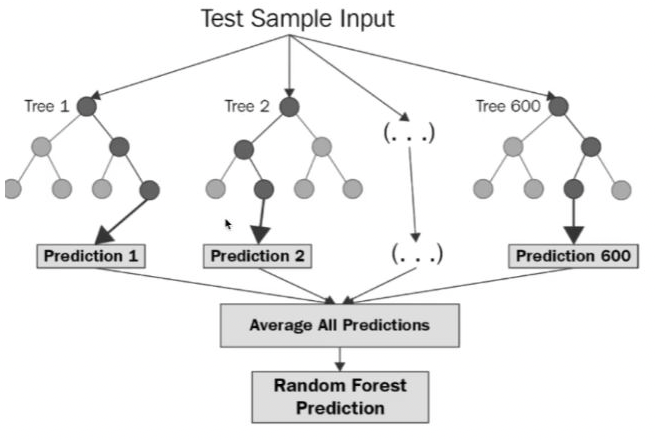 Test Sample Input
Tree 1
Tree 2
(. . .)
Tree 600
Prediction 1
Prediction 2
(. . .)
Prediction 600
Average All Predictions
Random Forest
Prediction